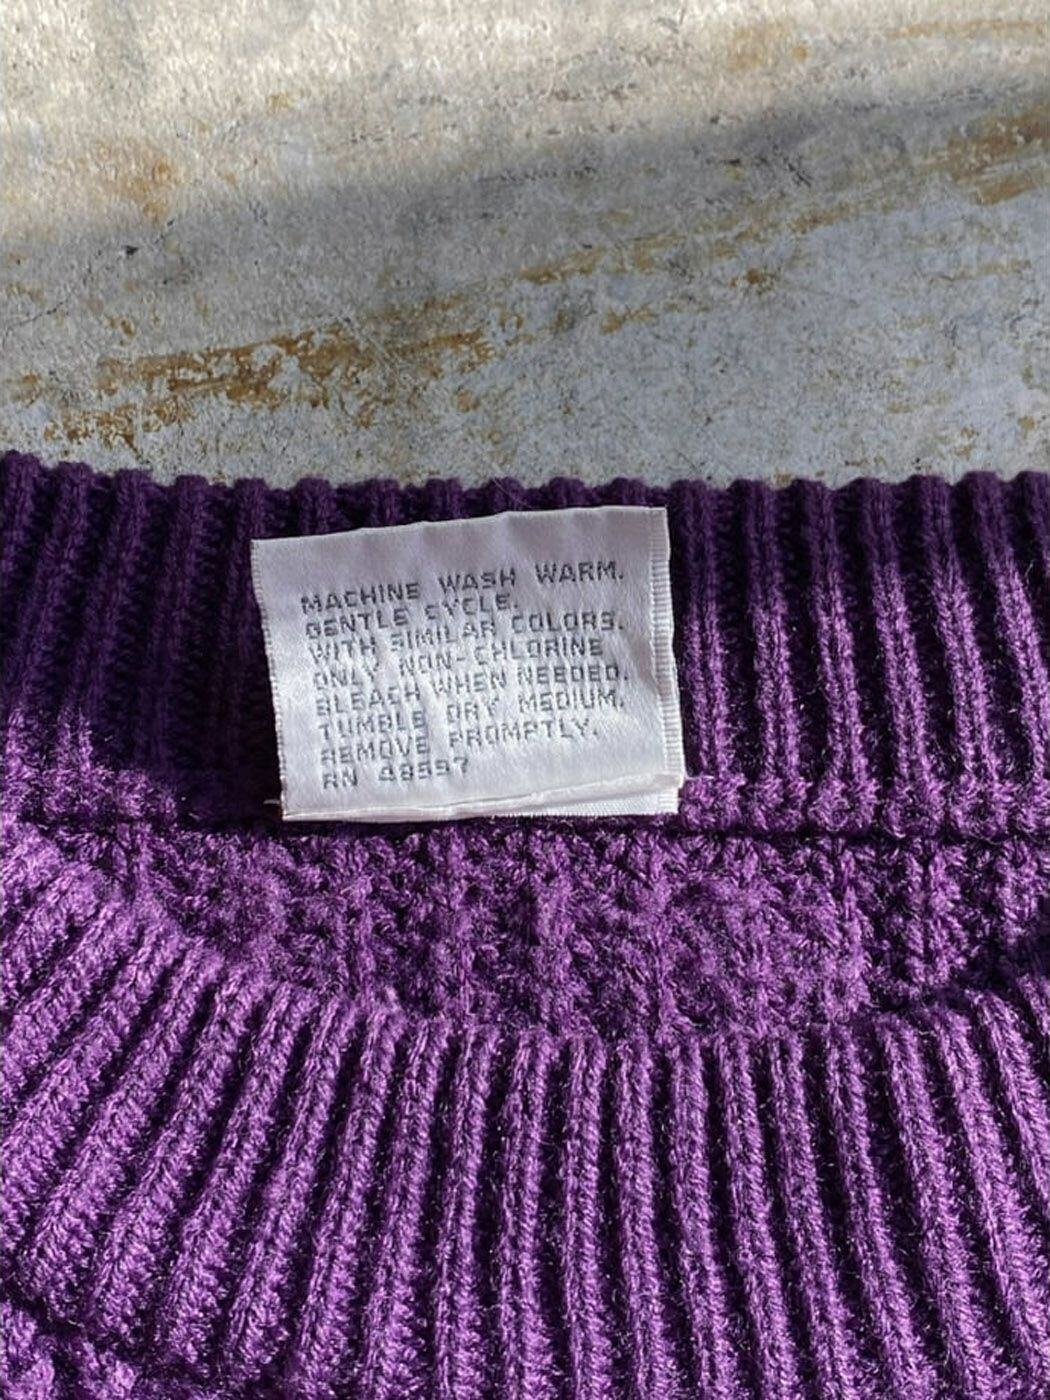 MACHINE WASH WARM.
GENTLE CYCLE.
WITH SIMILAR COLORS.
ONLY NON-CHLORINE
BLEACH WHEN NEEDED.
TUMBLE DRY MEDIUM.
REMOVE PROMPTLY.
RN